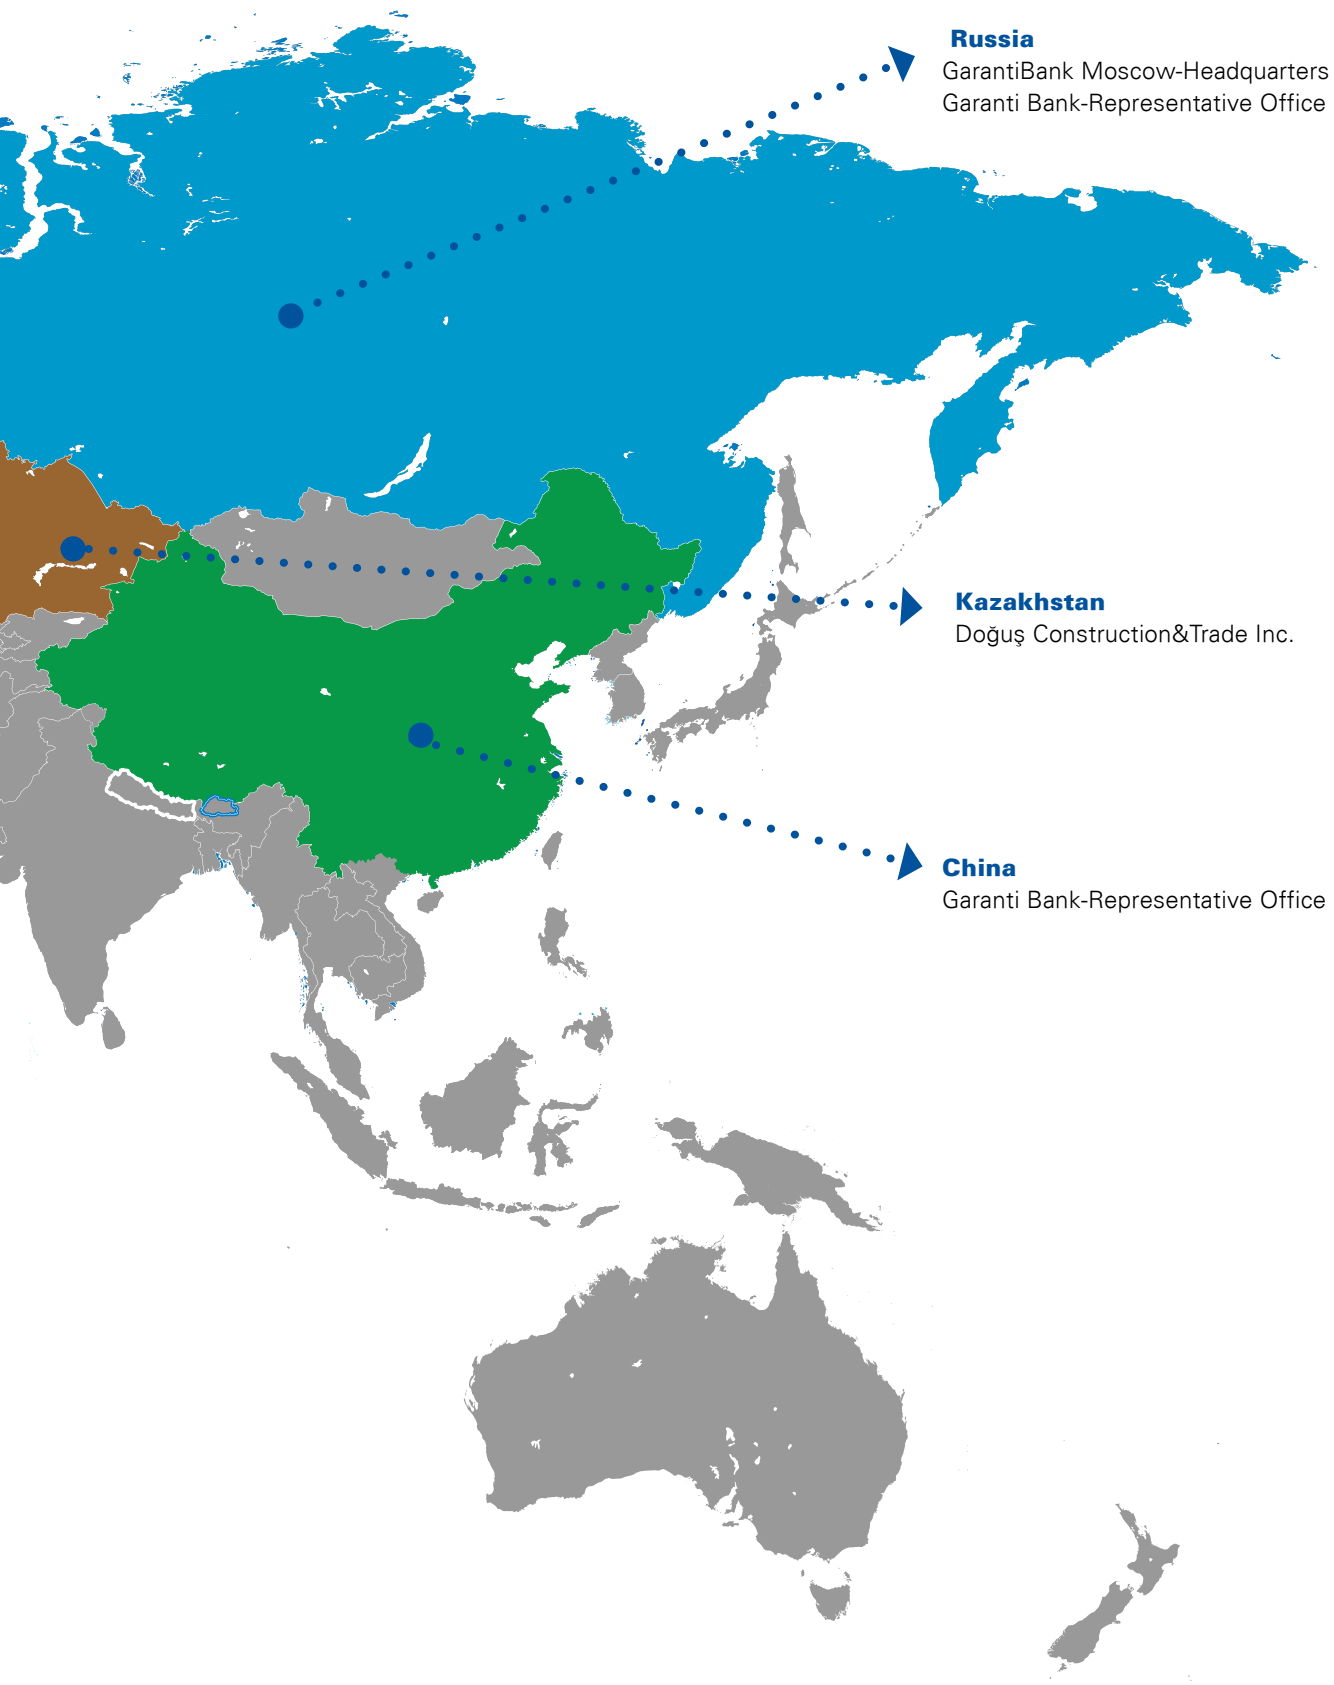 Russia
GarantiBank Moscow-Headquarters
Garanti Bank-Representative Office
Kazakhstan
Doğuş Construction&Trade Inc.
China
Garanti Bank-Representative Office